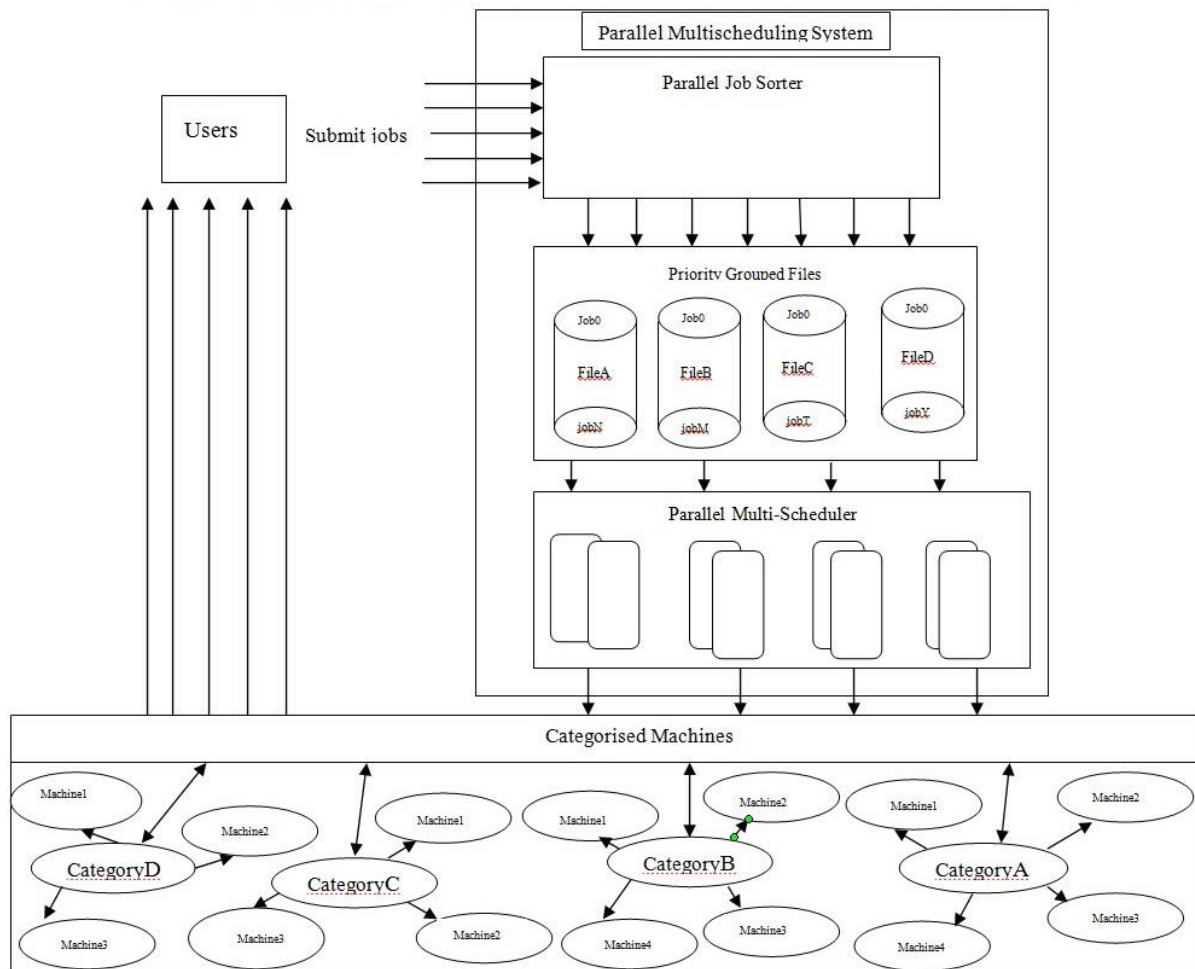 Parallel Multischeduling System
Parallel Job Sorter
Users
Submit jobs
Priority Grouped Files
Job0
Job0
Job0
Job0
FileA
FileB
FileC
FileD
jobN
jobM
jobT
jobY
Parallel Multi-Scheduler
Categorised Machines
Machine1
Machine2
CategoryD
Machine3
Machine1
CategoryC
Machine3
Machine2
Machine1
Machine2
CategoryB
Machine4
Machine3
Machine1
Machine2
CategoryA
Machine4
Machine3